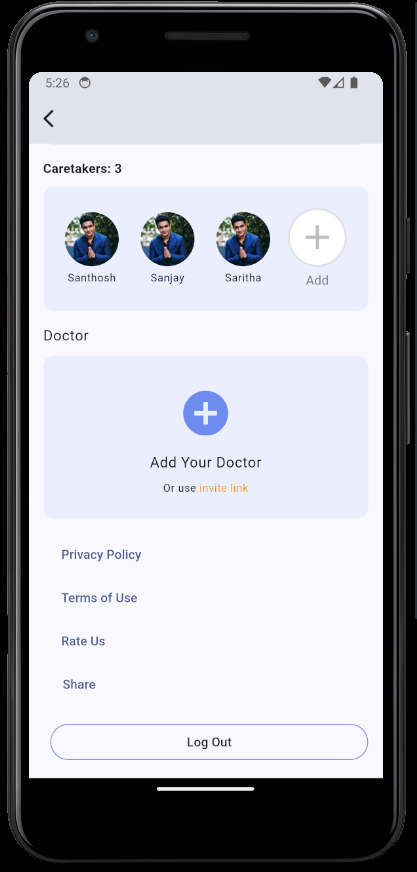 5:26
Caretakers: 3
Santhosh Sanjay Saritha Add
Doctor
Add Your Doctor
Or use invite link
Privacy Policy
Terms of Use
Rate Us
Share
Log Out